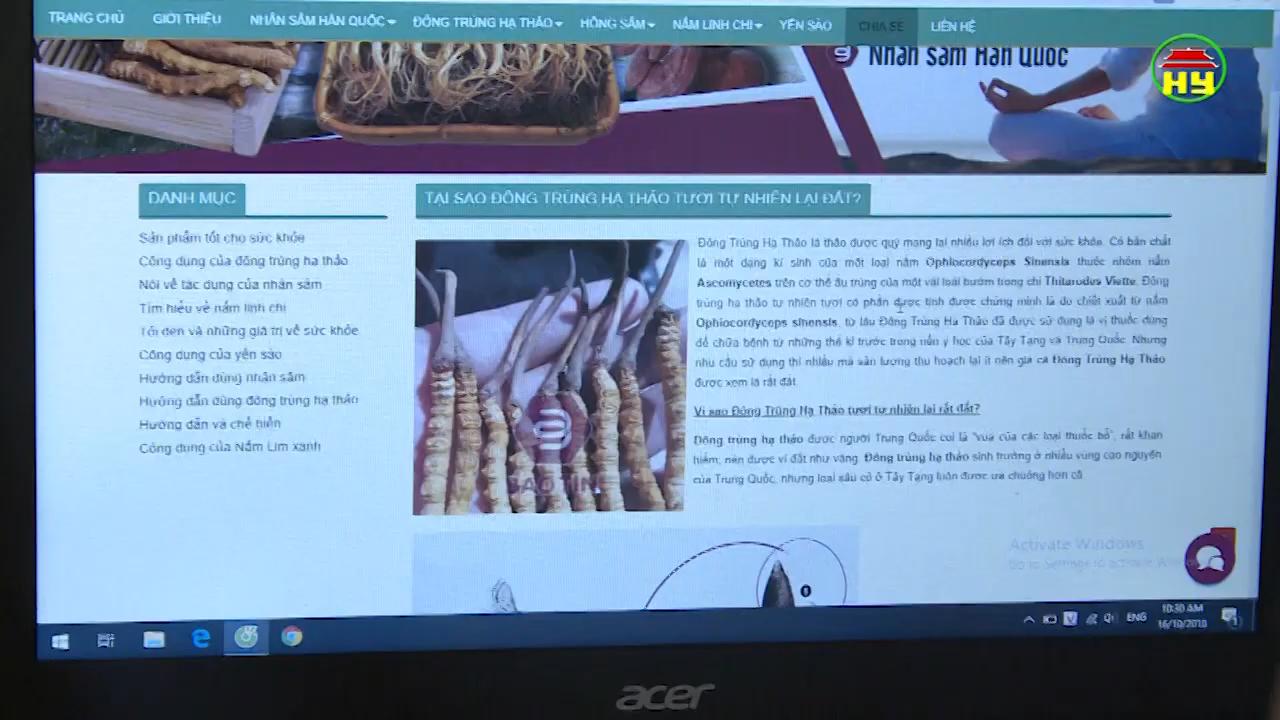 TRANG CHỦ GIỚI THIỆU NHÂN SÂM HÀN QUỐC ĐÔNG TRÙNG HẠ THẢO HỒNG SÂM NẤM LINH CHI YẾN SÀO CHIA SẺ LIÊN HỆ
Nhân sâm Hàn Quốc
HY
DANH MỤC
Sản phẩm tốt cho sức khỏe
Công dụng của đông trùng hạ thảo
Nói về tác dụng của nhân sâm
Tìm hiểu về nấm linh chi
Tỏi đen và những giá trị về sức khỏe
Công dụng của yến sào
Hướng dẫn dùng nhân sâm
Hướng dẫn dùng đông trùng hạ thảo
Hướng dẫn và chế biến
Công dụng của Nấm Lim xanh
TẠI SAO ĐÔNG TRÙNG HẠ THẢO TƯƠI TỰ NHIÊN LẠI ĐẮT?
Đông Trùng Hạ Thảo là thảo dược quý mang lại nhiều lợi ích đối với sức khỏe. Có bản chất
là một dạng kí sinh của một loại nấm Ophiocordyceps Sinensis thuộc nhóm nấm
Ascomycetes trên cơ thể ấu trùng của một vài loài bướm trong chi Thitarodes Viette. Đông
trùng hạ thảo tự nhiên tươi có phần dược tính được chứng minh là do chiết xuất từ nấm
Ophiocordyceps sinensis, từ lâu Đông Trùng Hạ Thảo đã được sử dụng là vị thuốc dùng
để chữa bệnh từ những thế kỉ trước trong nền y học của Tây Tạng và Trung Quốc. Nhưng
nhu cầu sử dụng thì nhiều mà sản lượng thu hoạch lại ít nên giá cả Đông Trùng Hạ Thảo
được xem là rất đắt.
Vì sao Đông Trùng Hạ Thảo tươi tự nhiên lại rất đắt?
Đông trùng hạ thảo được người Trung Quốc coi là "vua của các loại thuốc bổ", rất khan
hiếm, nên được ví đắt như vàng. Đông trùng hạ thảo sinh trưởng ở nhiều vùng cao nguyên
của Trung Quốc, nhưng loại sâu cỏ ở Tây Tạng luôn được ưa chuộng hơn cả.
BẢO TÍN
Activate Windows
Go to Settings to activate
ENG
10:30 AM
16/10/2018
acer